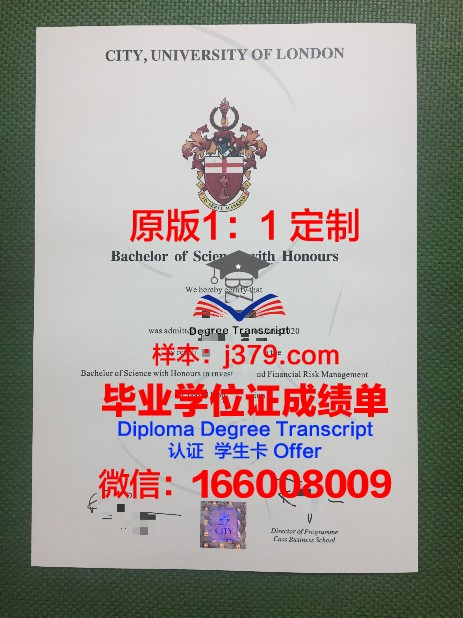 CITY, UNIVERSITY OF LONDON
原版1：1 定制
Bachelor of Science with Honours
We hereby certify that
was admitted 2020
Degree Transcript
样本：j379.com
Bachelor of Science with Honours in and Financial Risk Management
毕业学位证成绩单
Diploma Degree Transcript
认证 学生卡 Offer
微信：166008009
CITY
Director of Programme
Cass Business School